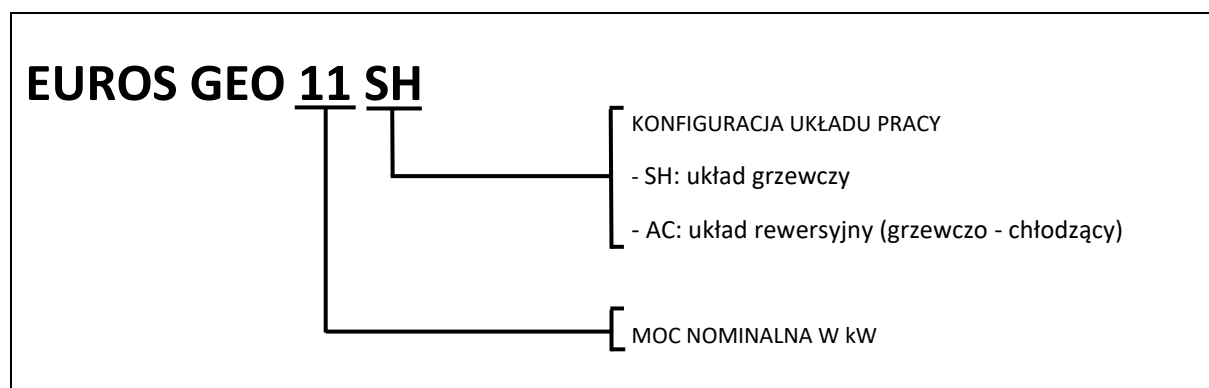 EUROS GEO 11 SH
KONFIGURACJA UKŁADU PRACY
- SH: układ grzewczy
- AC: układ rewersyjny (grzewczo - chłodzący)
MOC NOMINALNA W kW